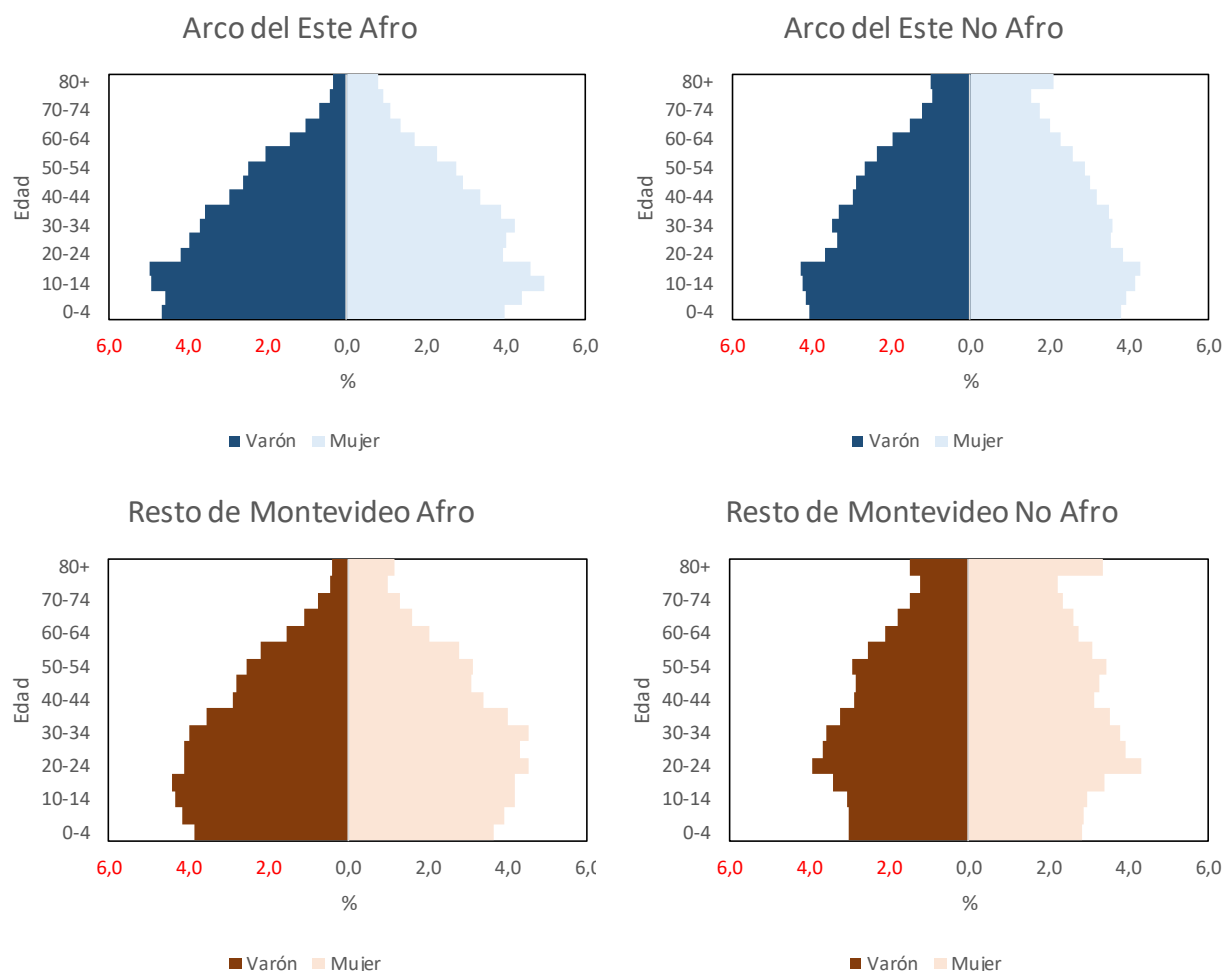 Arco del Este Afro
80+
70-74
60-64
50-54
40-44
30-34
20-24
10-14
0-4
Edad
6,0 4,0 2,0 0,0 2,0 4,0 6,0
%
Varón Mujer
Arco del Este No Afro
80+
70-74
60-64
50-54
40-44
30-34
20-24
10-14
0-4
Edad
6,0 4,0 2,0 0,0 2,0 4,0 6,0
%
Varón Mujer
Resto de Montevideo Afro
80+
70-74
60-64
50-54
40-44
30-34
20-24
10-14
0-4
Edad
6,0 4,0 2,0 0,0 2,0 4,0 6,0
%
Varón Mujer
Resto de Montevideo No Afro
80+
70-74
60-64
50-54
40-44
30-34
20-24
10-14
0-4
Edad
6,0 4,0 2,0 0,0 2,0 4,0 6,0
%
Varón Mujer